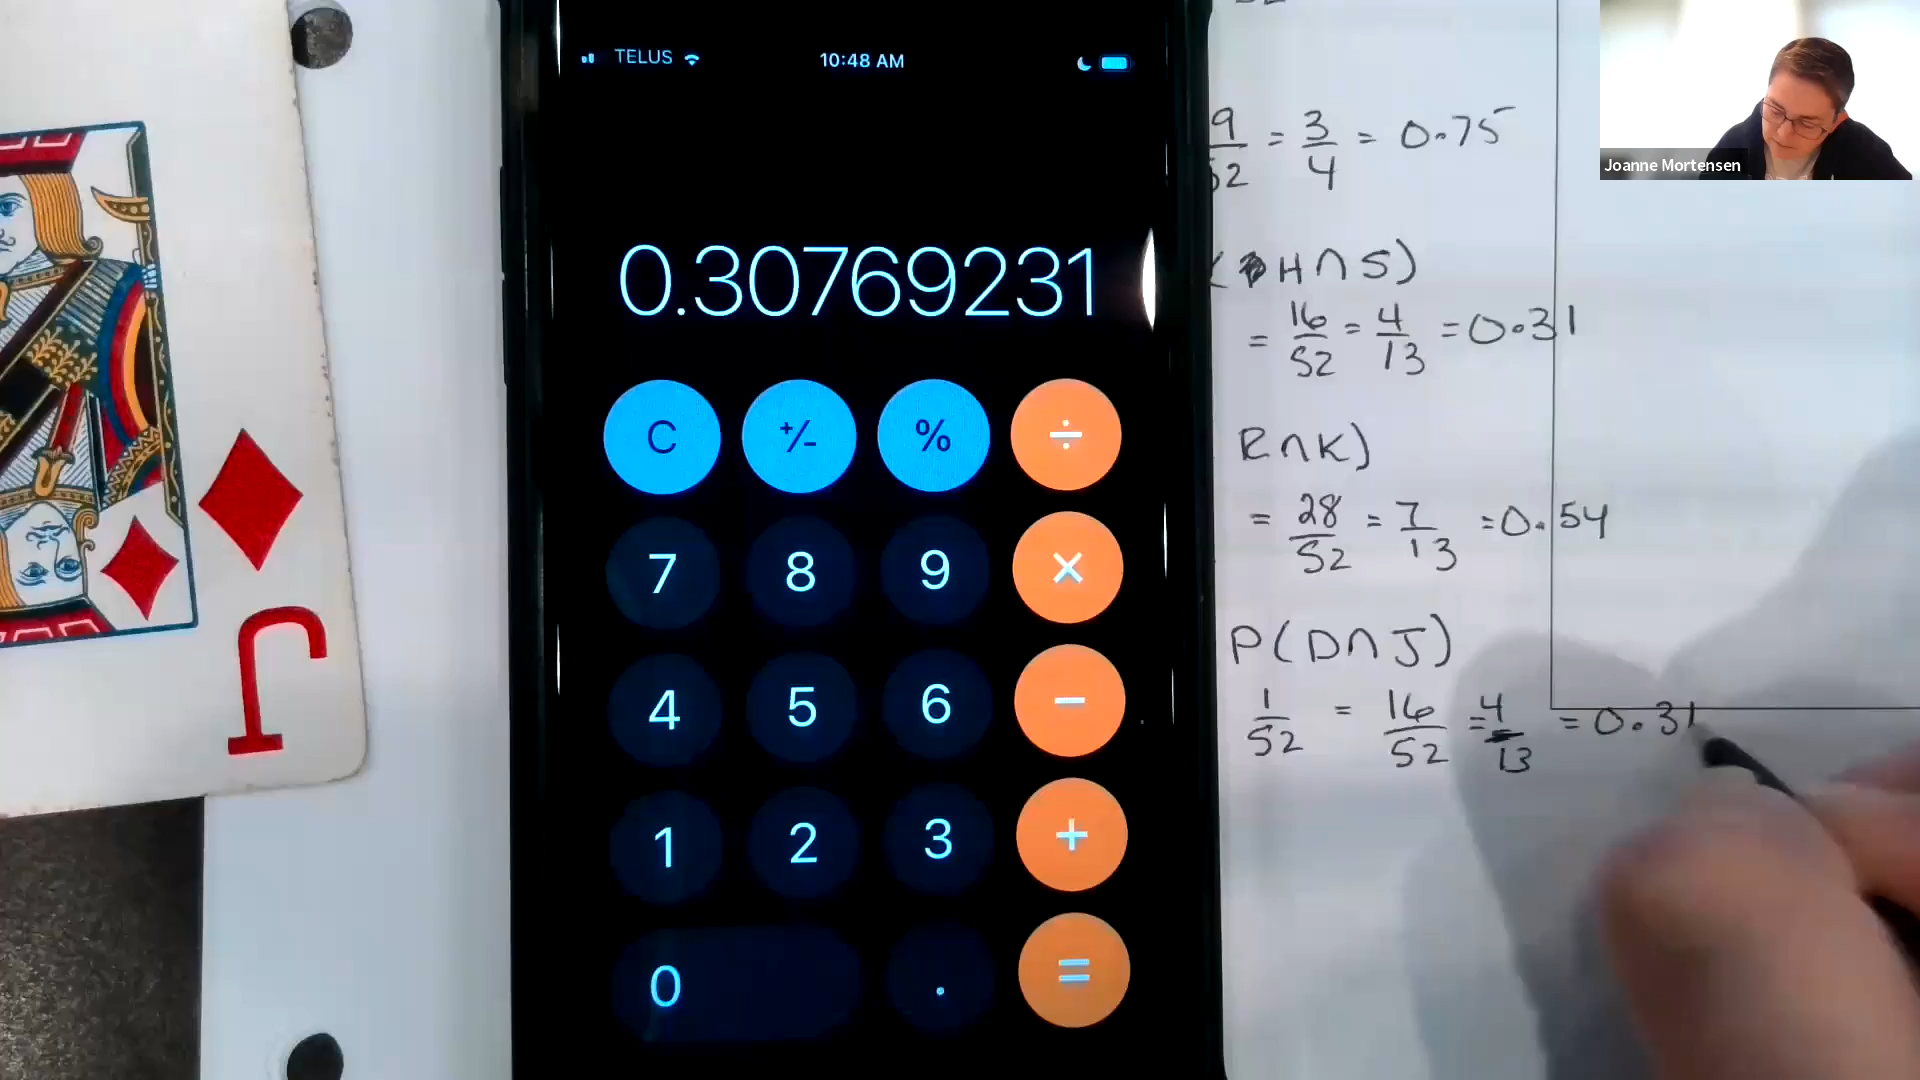 TELUS 10:48 AM
0.30769231
C +/- % ÷
7 8 9 ×
4 5 6 −
1 2 3 +
0 . =
J
9/52 = 3/4 = 0.75
H∩S)
= 16/52 = 4/13 = 0.31
R∩K)
= 28/52 = 7/13 = 0.54
P(D∩J)
1/52 = 16/52 = 4/13 = 0.31
Joanne Mortensen